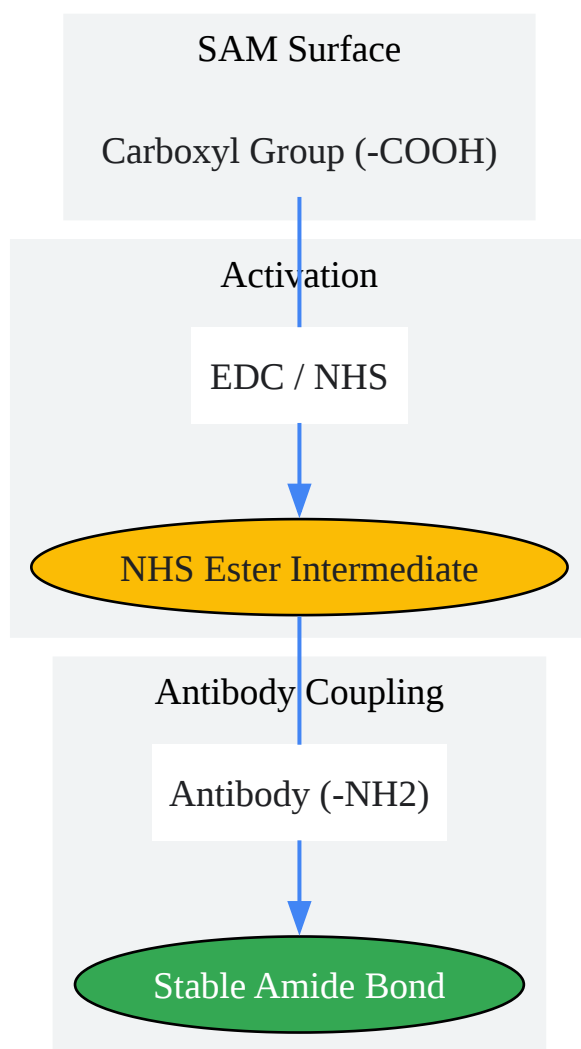 SAM Surface
Carboxyl Group (-COOH)
Activation
EDC / NHS
NHS Ester Intermediate
Antibody Coupling
Antibody (-NH2)
Stable Amide Bond